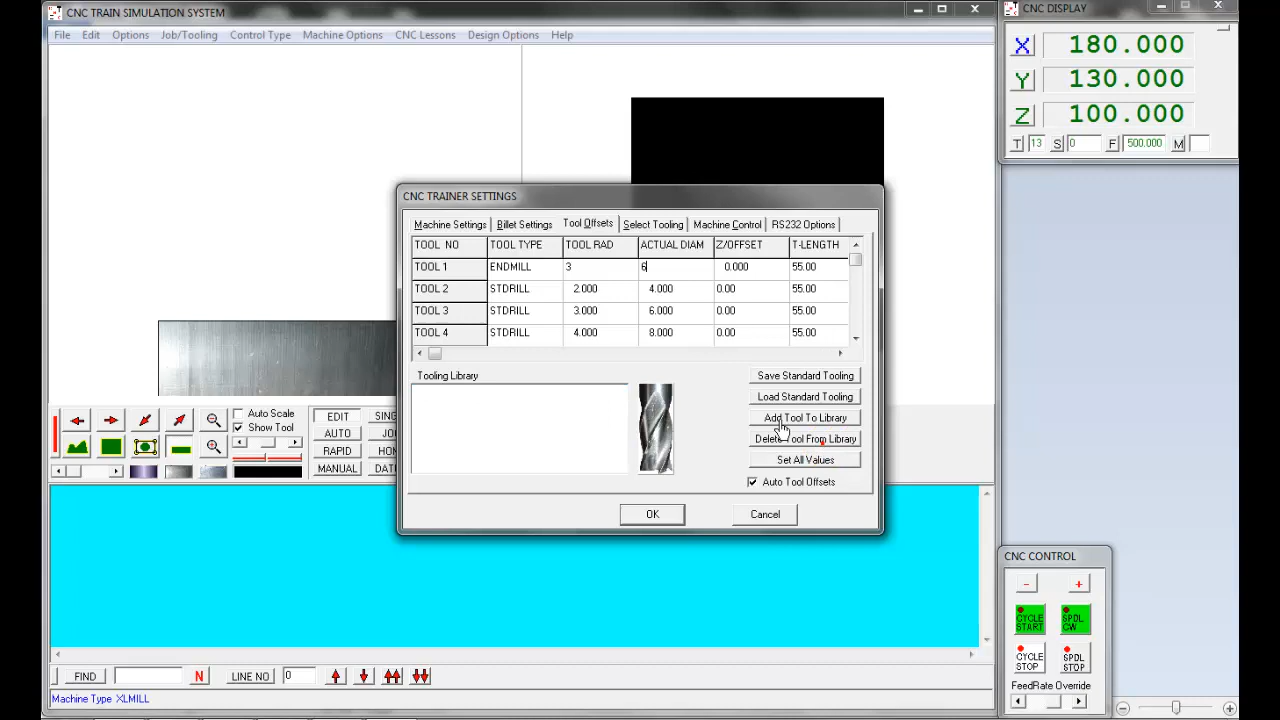 CNC TRAIN SIMULATION SYSTEM
File Edit Options Job/Tooling Control Type Machine Options CNC Lessons Design Options Help
CNC DISPLAY
X 180.000
Y 130.000
Z 100.000
T 13 S 0 F 500.000 M
CNC TRAINER SETTINGS
Machine Settings Billet Settings Tool Offsets Select Tooling Machine Control RS232 Options
TOOL NO TOOL TYPE TOOL RAD ACTUAL DIAM Z/OFFSET T-LENGTH
TOOL 1 ENDMILL 3 6 0.000 55.00
TOOL 2 STDRILL 2.000 4.000 0.00 55.00
TOOL 3 STDRILL 3.000 6.000 0.00 55.00
TOOL 4 STDRILL 4.000 8.000 0.00 55.00
Tooling Library
Save Standard Tooling
Load Standard Tooling
Add Tool To Library
Delete Tool From Library
Set All Values
Auto Tool Offsets
OK Cancel
Auto Scale
Show Tool
EDIT SING
AUTO JO
RAPID HO
MANUAL DAT
CNC CONTROL
- +
CYCLE START SPDL CW
CYCLE STOP SPDL STOP
FeedRate Override
FIND N LINE NO 0
Machine Type XLMILL